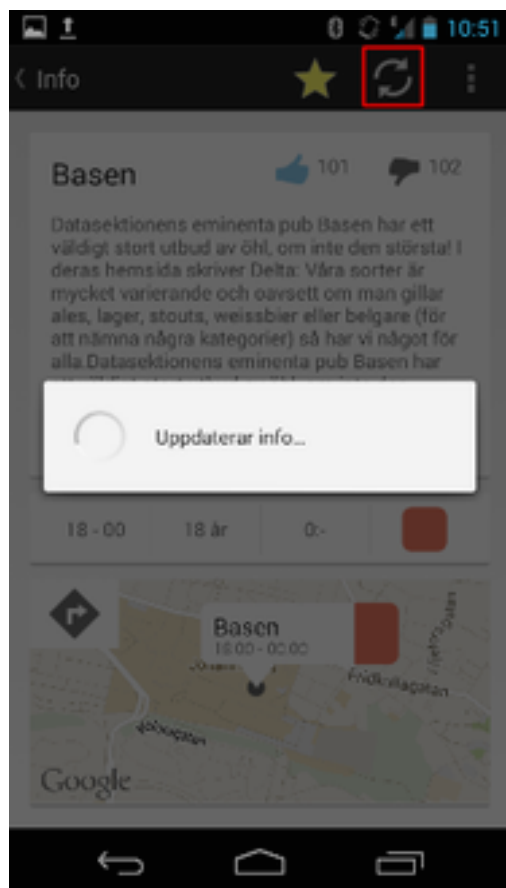 10:51
Info
Basen
101
102
Datasektionens eminenta pub Basen har ett
väldigt stort utbud av öhl, om inte den största! I
deras hemsida skriver Delta: Våra sorter är
mycket varierande och oavsett om man gillar
ales, lager, stouts, weissbier eller belgare (för
att nämna några kategorier) så har vi något för
alla.Datasektionens eminenta pub Basen har
Uppdaterar info...
18 - 00
18 år
0:-
Basen
18:00 - 00:00
Google